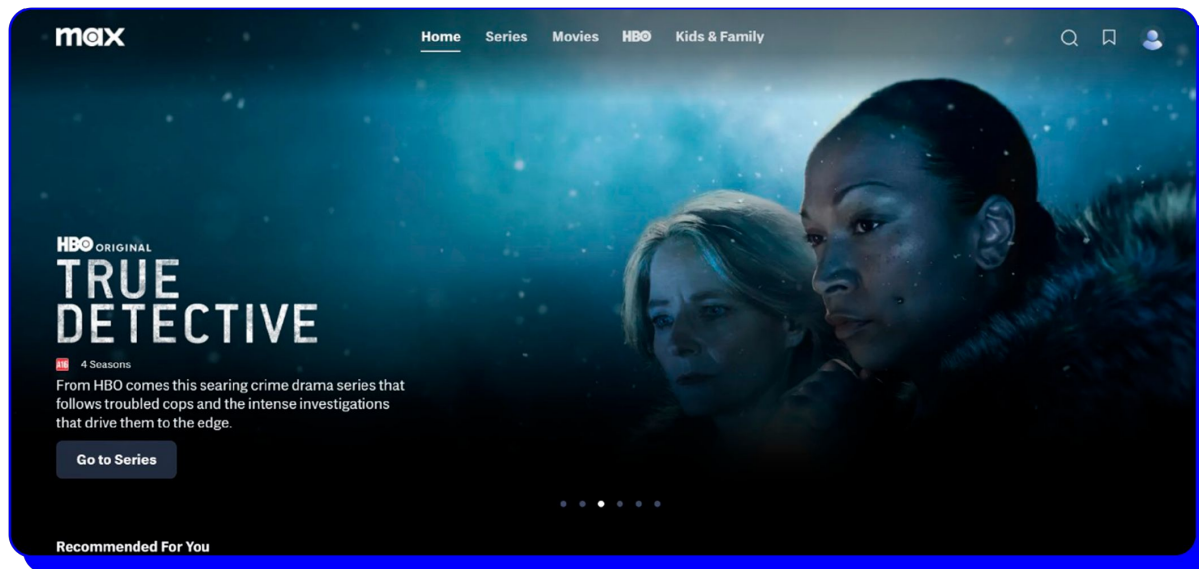 max
Home Series Movies HBO Kids & Family
HBO ORIGINAL
TRUE
DETECTIVE
A16 4 Seasons
From HBO comes this searing crime drama series that
follows troubled cops and the intense investigations
that drive them to the edge.
Go to Series
Recommended For You